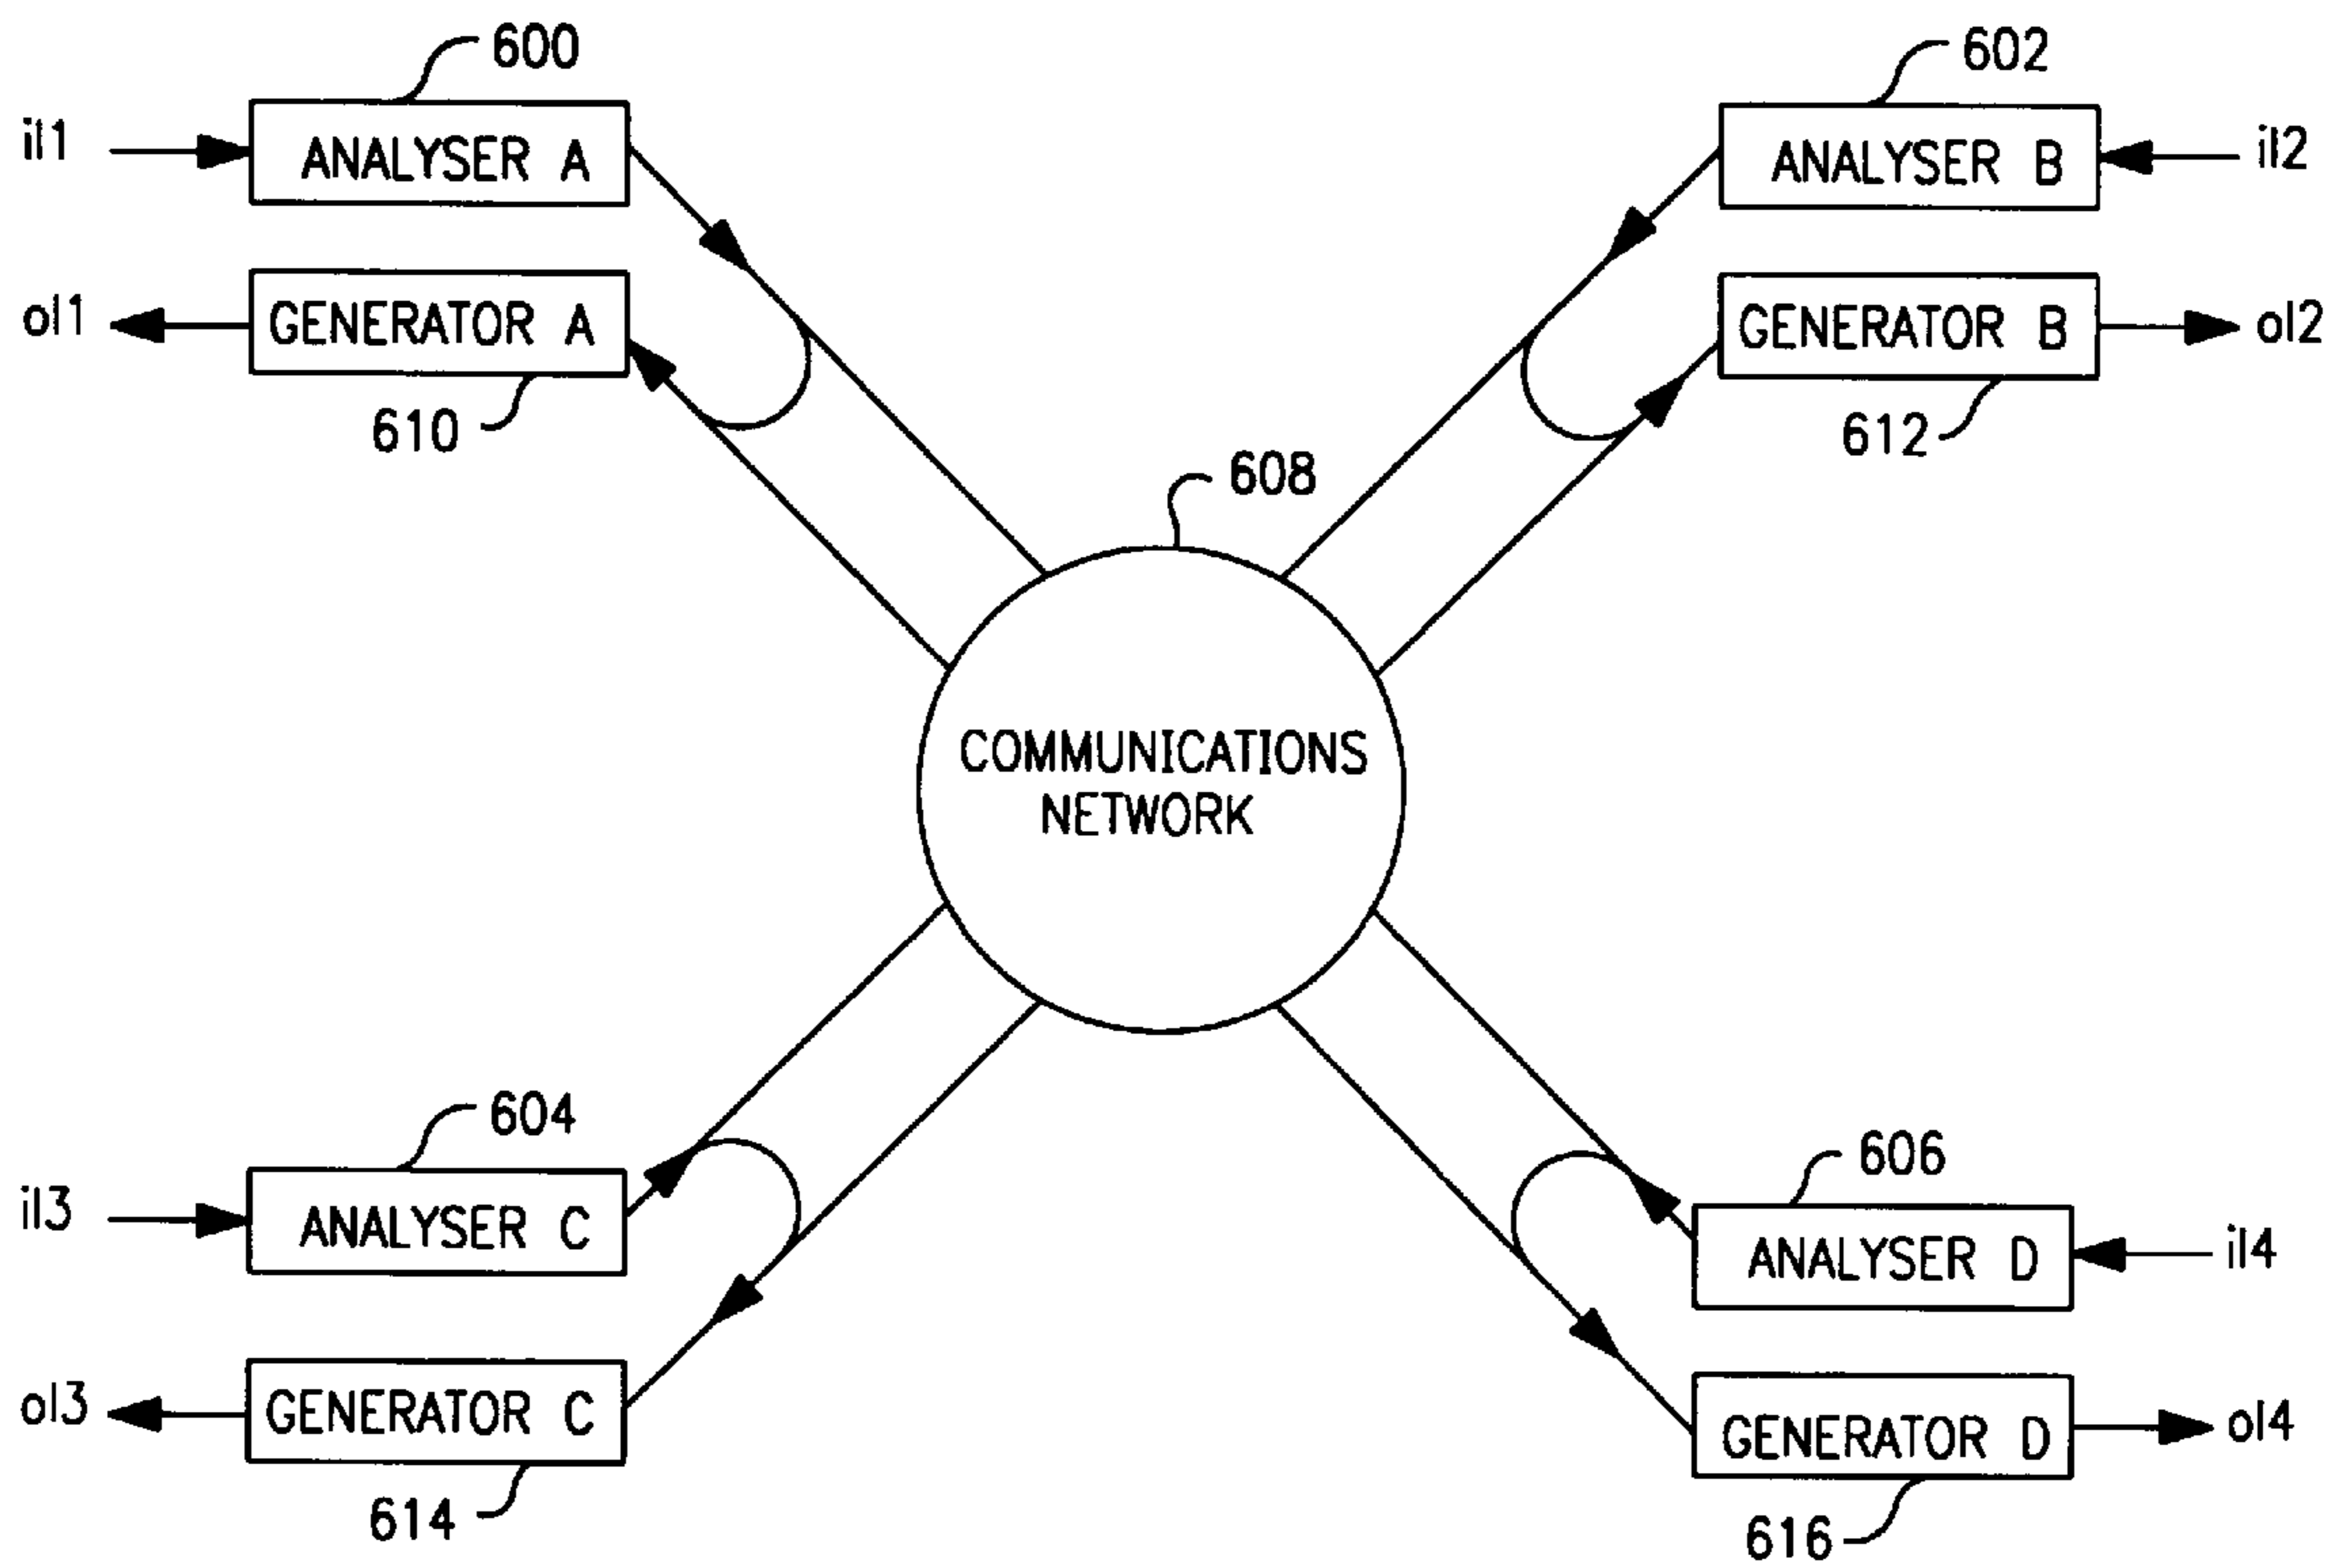 600
602
il1
ANALYSER A
ANALYSER B
il2
ol1
GENERATOR A
GENERATOR B
ol2
610
612
608
COMMUNICATIONS
NETWORK
604
606
il3
ANALYSER C
ANALYSER D
il4
ol3
GENERATOR C
GENERATOR D
ol4
614
616